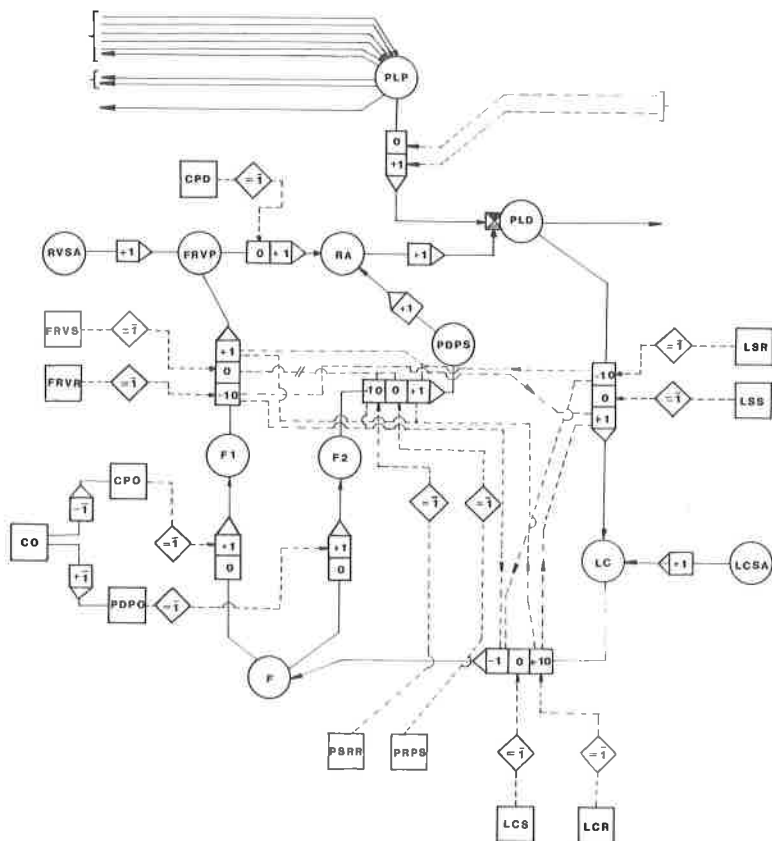 PLP
0
+1
CPD
=1̄
PLD
RVSA
+1
FRVP
0 +1
RA
+1
+1
PDPS
FRVS
=1̄
+1
0
-10
FRVR
=1̄
-10 0 +1
-10
0
+1
=1̄
LSR
=1̄
LSS
F1
F2
CPO
=1̄
-1̄
CO
+1̄
PDPO
=1̄
+1
0
+1
0
=1̄
=1̄
LC
+1
LCSA
F
-1 0 +10
PSRR
PRPS
=1̄
=1̄
LCS
LCR